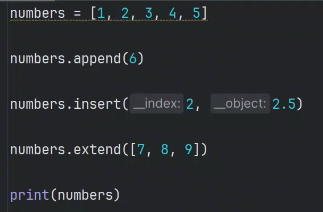 numbers = [1, 2, 3, 4, 5]
numbers.append(6)
numbers.insert(__index: 2, __object: 2.5)
numbers.extend([7, 8, 9])
print(numbers)